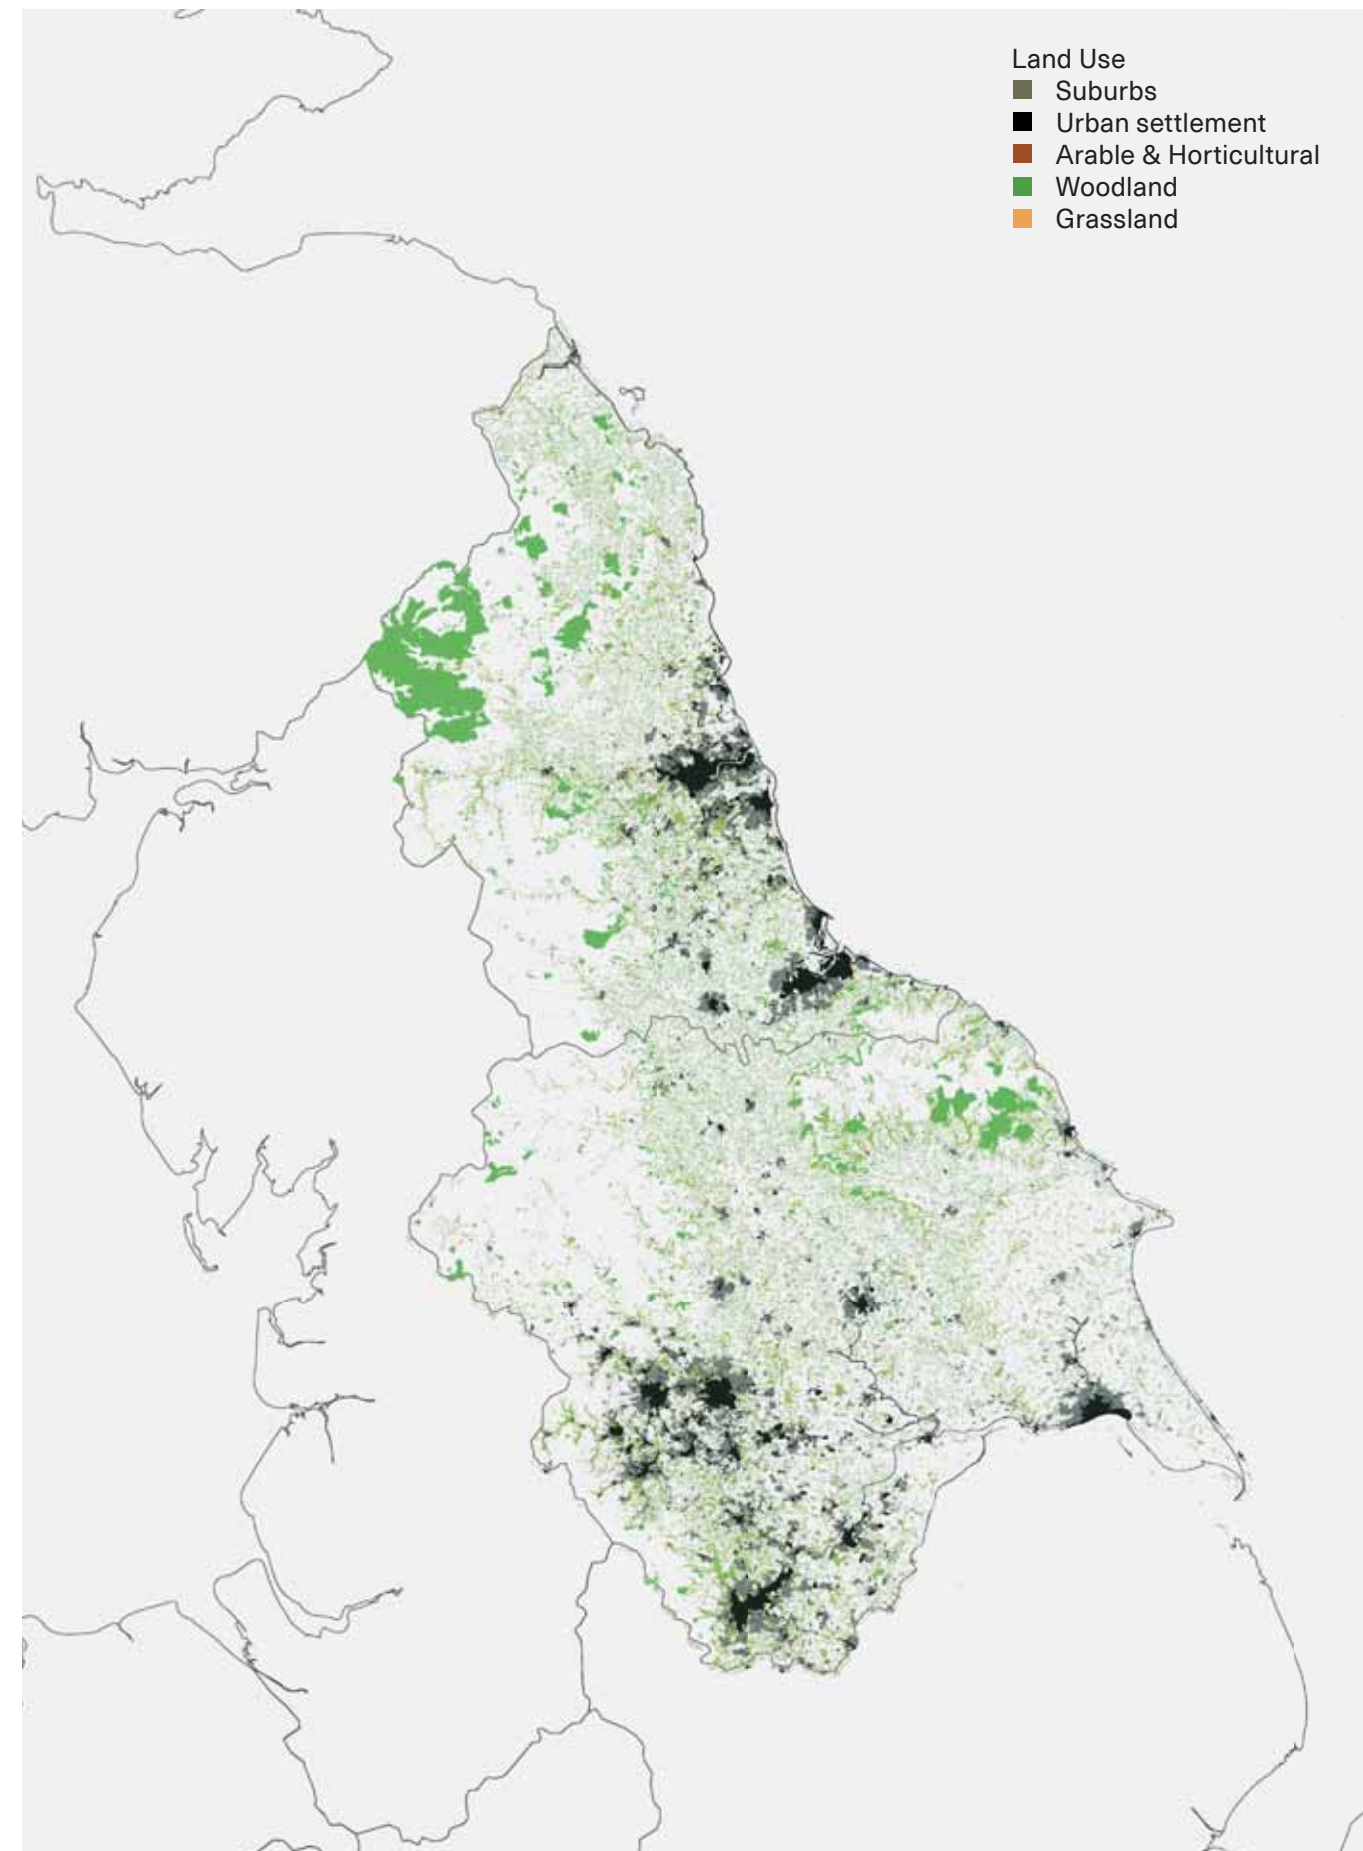 Land Use
Suburbs
Urban settlement
Arable & Horticultural
Woodland
Grassland